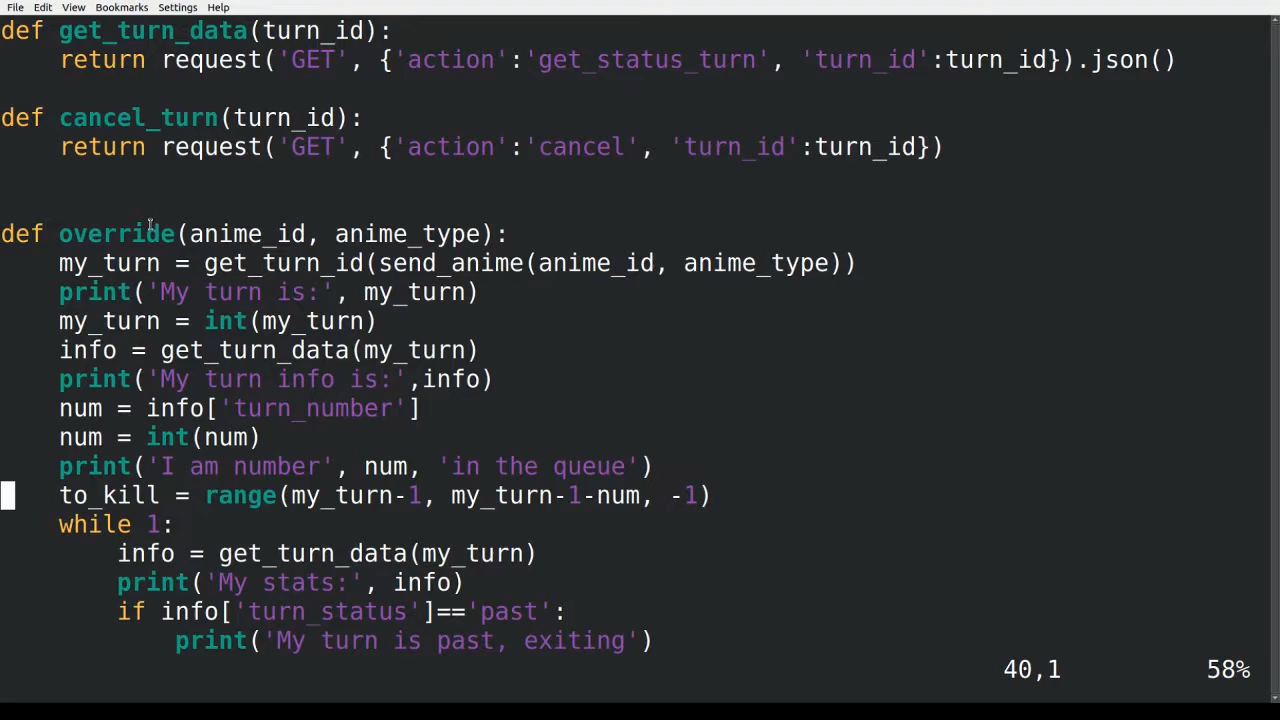 File Edit View Bookmarks Settings Help
def get_turn_data(turn_id):
    return request('GET', {'action':'get_status_turn', 'turn_id':turn_id}).json()
def cancel_turn(turn_id):
    return request('GET', {'action':'cancel', 'turn_id':turn_id})
def override(anime_id, anime_type):
    my_turn = get_turn_id(send_anime(anime_id, anime_type))
    print('My turn is:', my_turn)
    my_turn = int(my_turn)
    info = get_turn_data(my_turn)
    print('My turn info is:',info)
    num = info['turn_number']
    num = int(num)
    print('I am number', num, 'in the queue')
    to_kill = range(my_turn-1, my_turn-1-num, -1)
    while 1:
        info = get_turn_data(my_turn)
        print('My stats:', info)
        if info['turn_status']=='past':
            print('My turn is past, exiting')
40,1 58%